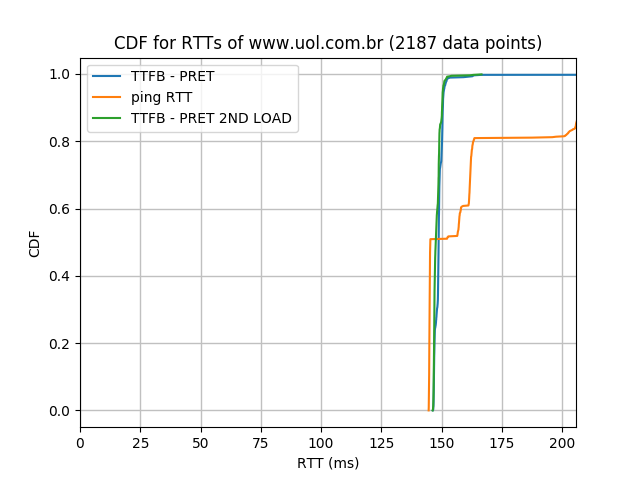 CDF for RTTs of www.uol.com.br (2187 data points)
TTFB - PRET
ping RTT
TTFB - PRET 2ND LOAD
CDF
1.0
0.8
0.6
0.4
0.2
0.0
0 25 50 75 100 125 150 175 200
RTT (ms)